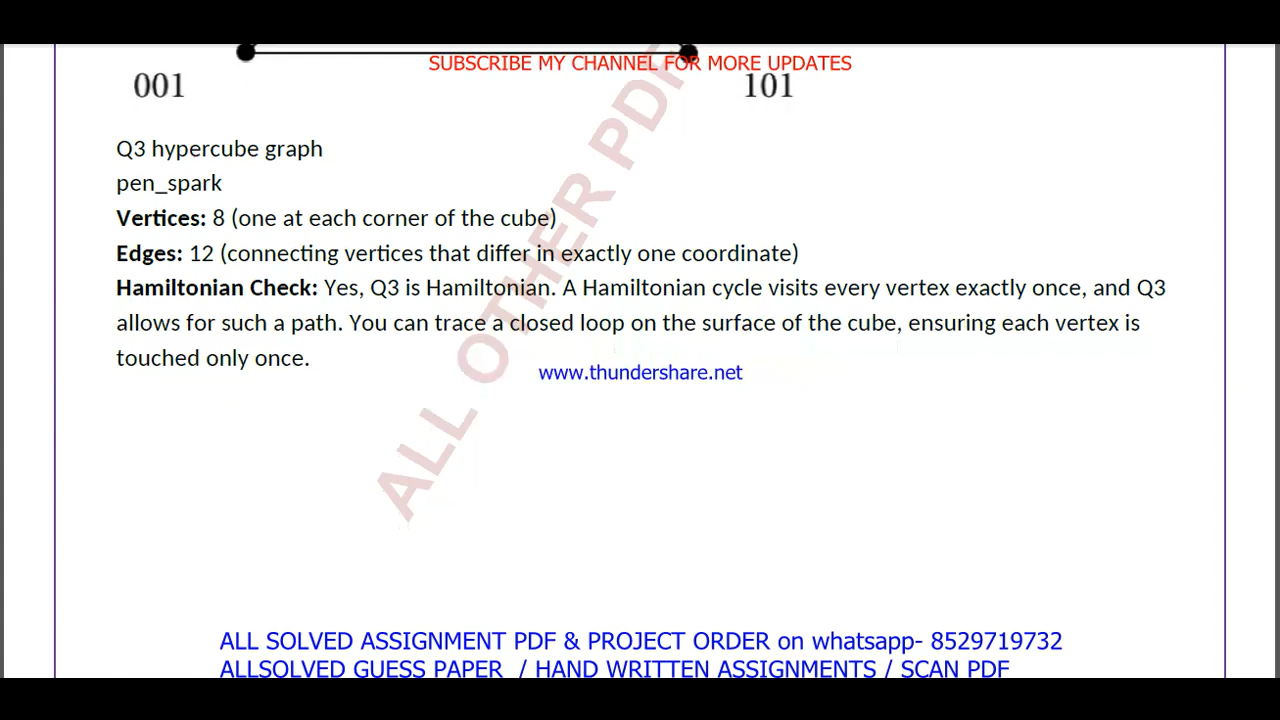 SUBSCRIBE MY CHANNEL FOR MORE UPDATES
001
101
Q3 hypercube graph
pen_spark
Vertices: 8 (one at each corner of the cube)
Edges: 12 (connecting vertices that differ in exactly one coordinate)
Hamiltonian Check: Yes, Q3 is Hamiltonian. A Hamiltonian cycle visits every vertex exactly once, and Q3
allows for such a path. You can trace a closed loop on the surface of the cube, ensuring each vertex is
touched only once.
www.thundershare.net
ALL OTHER PDF
ALL SOLVED ASSIGNMENT PDF & PROJECT ORDER on whatsapp- 8529719732
ALLSOLVED GUESS PAPER / HAND WRITTEN ASSIGNMENTS / SCAN PDF